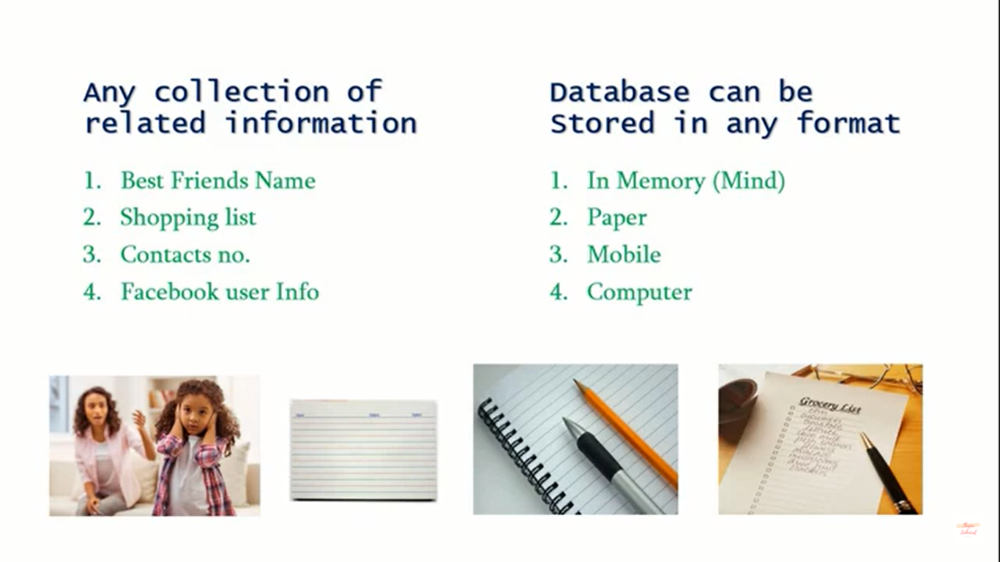 Any collection of
related information
1. Best Friends Name
2. Shopping list
3. Contacts no.
4. Facebook user Info
Database can be
Stored in any format
1. In Memory (Mind)
2. Paper
3. Mobile
4. Computer
Grocery List